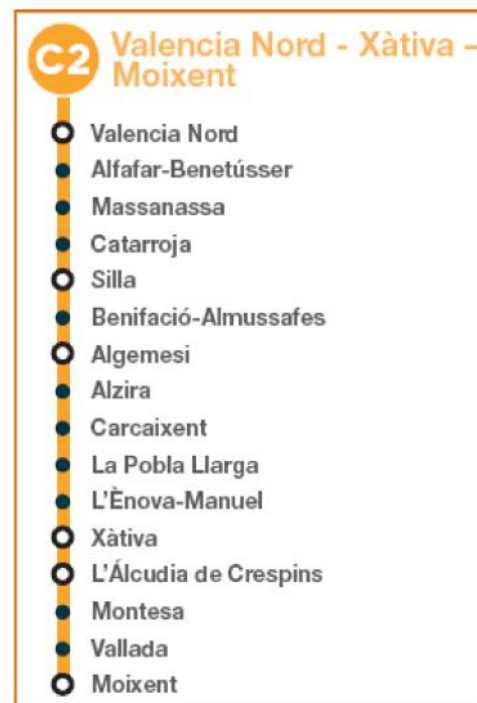 C2
Valencia Nord - Xàtiva –
Moixent
Valencia Nord
Alfafar-Benetússer
Massanassa
Catarroja
Silla
Benifació-Almussafes
Algemesi
Alzira
Carcaixent
La Pobla Llarga
L'Ènova-Manuel
Xàtiva
L'Álcudia de Crespins
Montesa
Vallada
Moixent